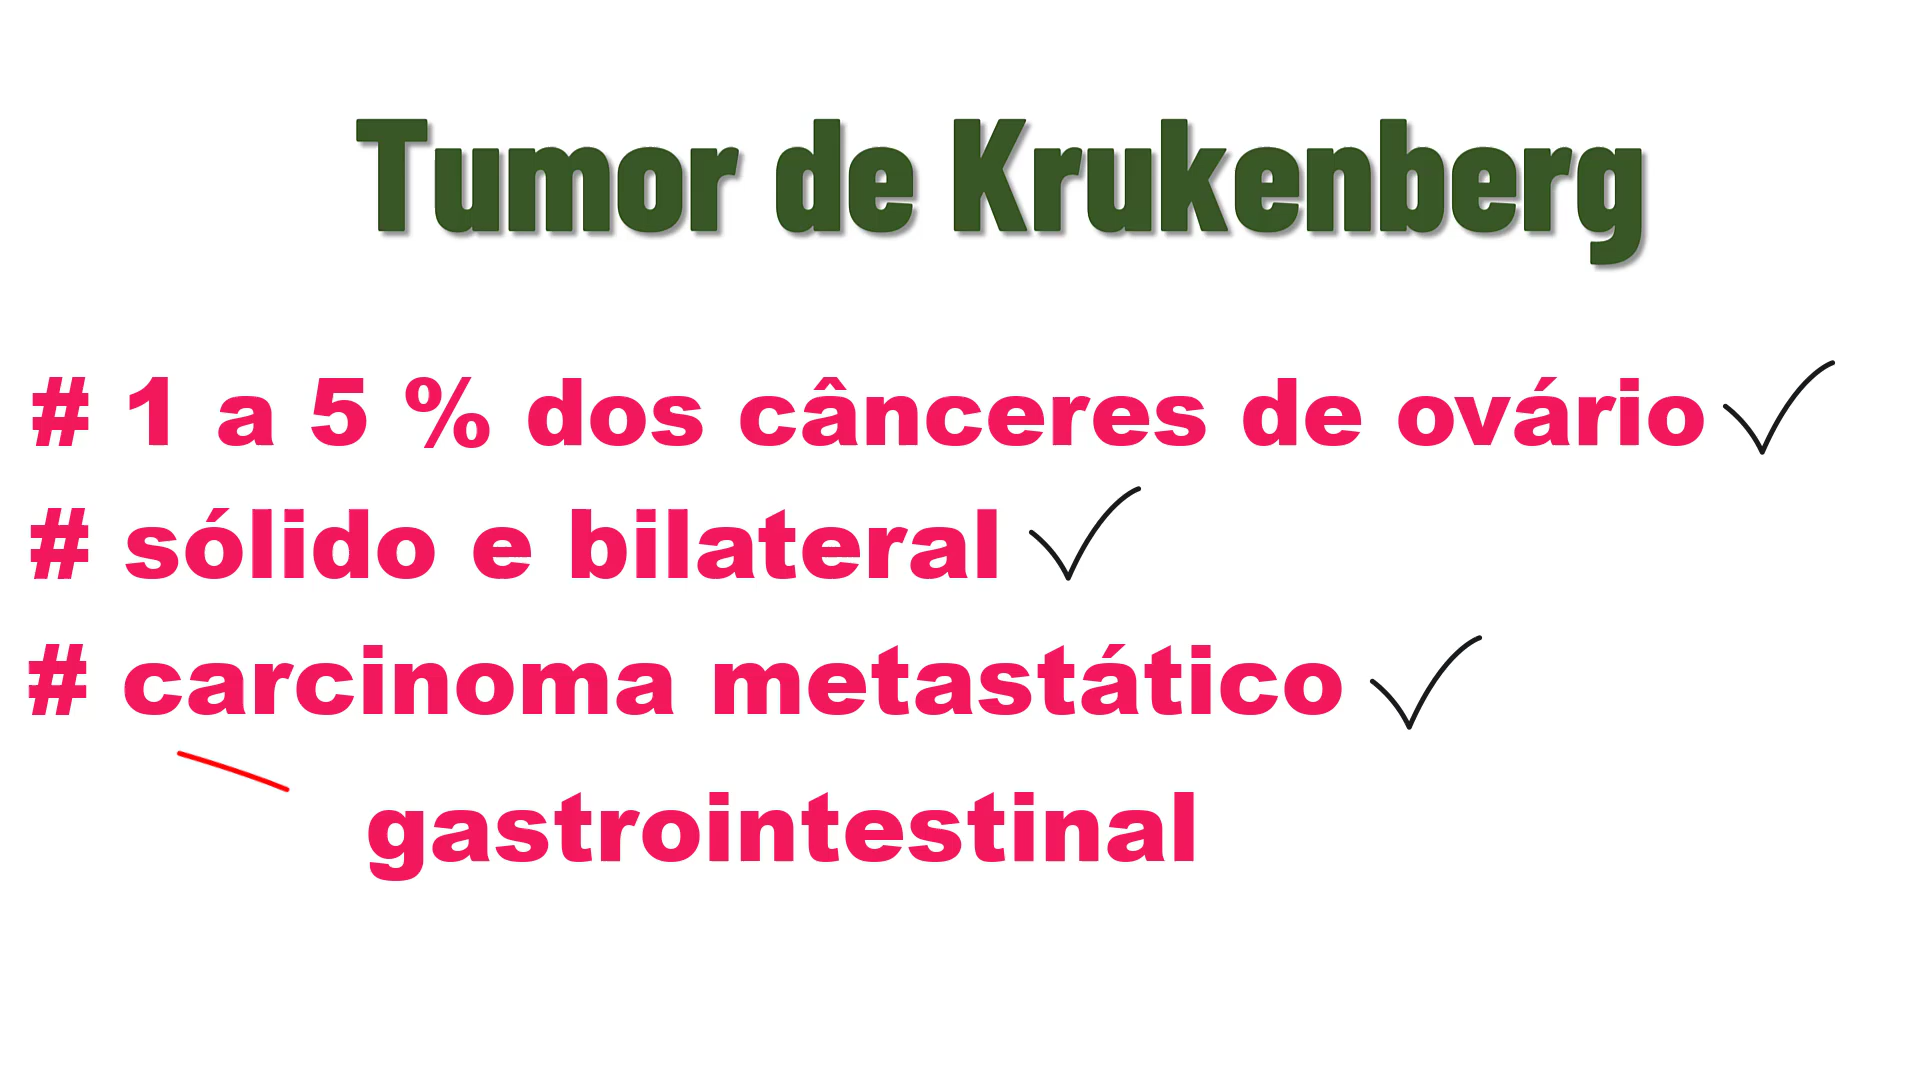 Tumor de Krukenberg
# 1 a 5 % dos cânceres de ovário
# sólido e bilateral
# carcinoma metastático
gastrointestinal